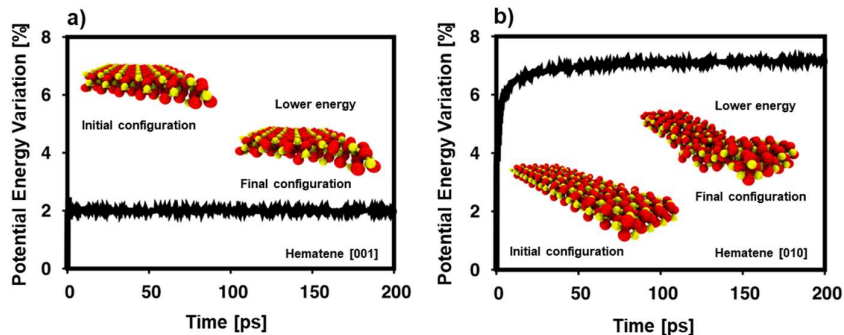 a)
Potential Energy Variation [%]
8
6
4
2
0
Initial configuration
Lower energy
Final configuration
Hematene [001]
0
50
100
150
200
Time [ps]
b)
Potential Energy Variation [%]
8
6
4
2
0
Lower energy
Final configuration
Initial configuration
Hematene [010]
0
50
100
150
200
Time [ps]